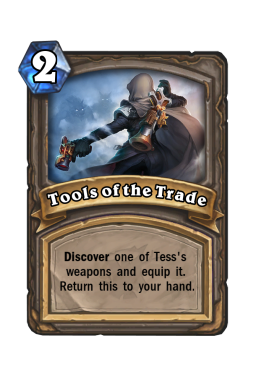 2
Tools of the Trade
Discover one of Tess's
weapons and equip it.
Return this to your hand.